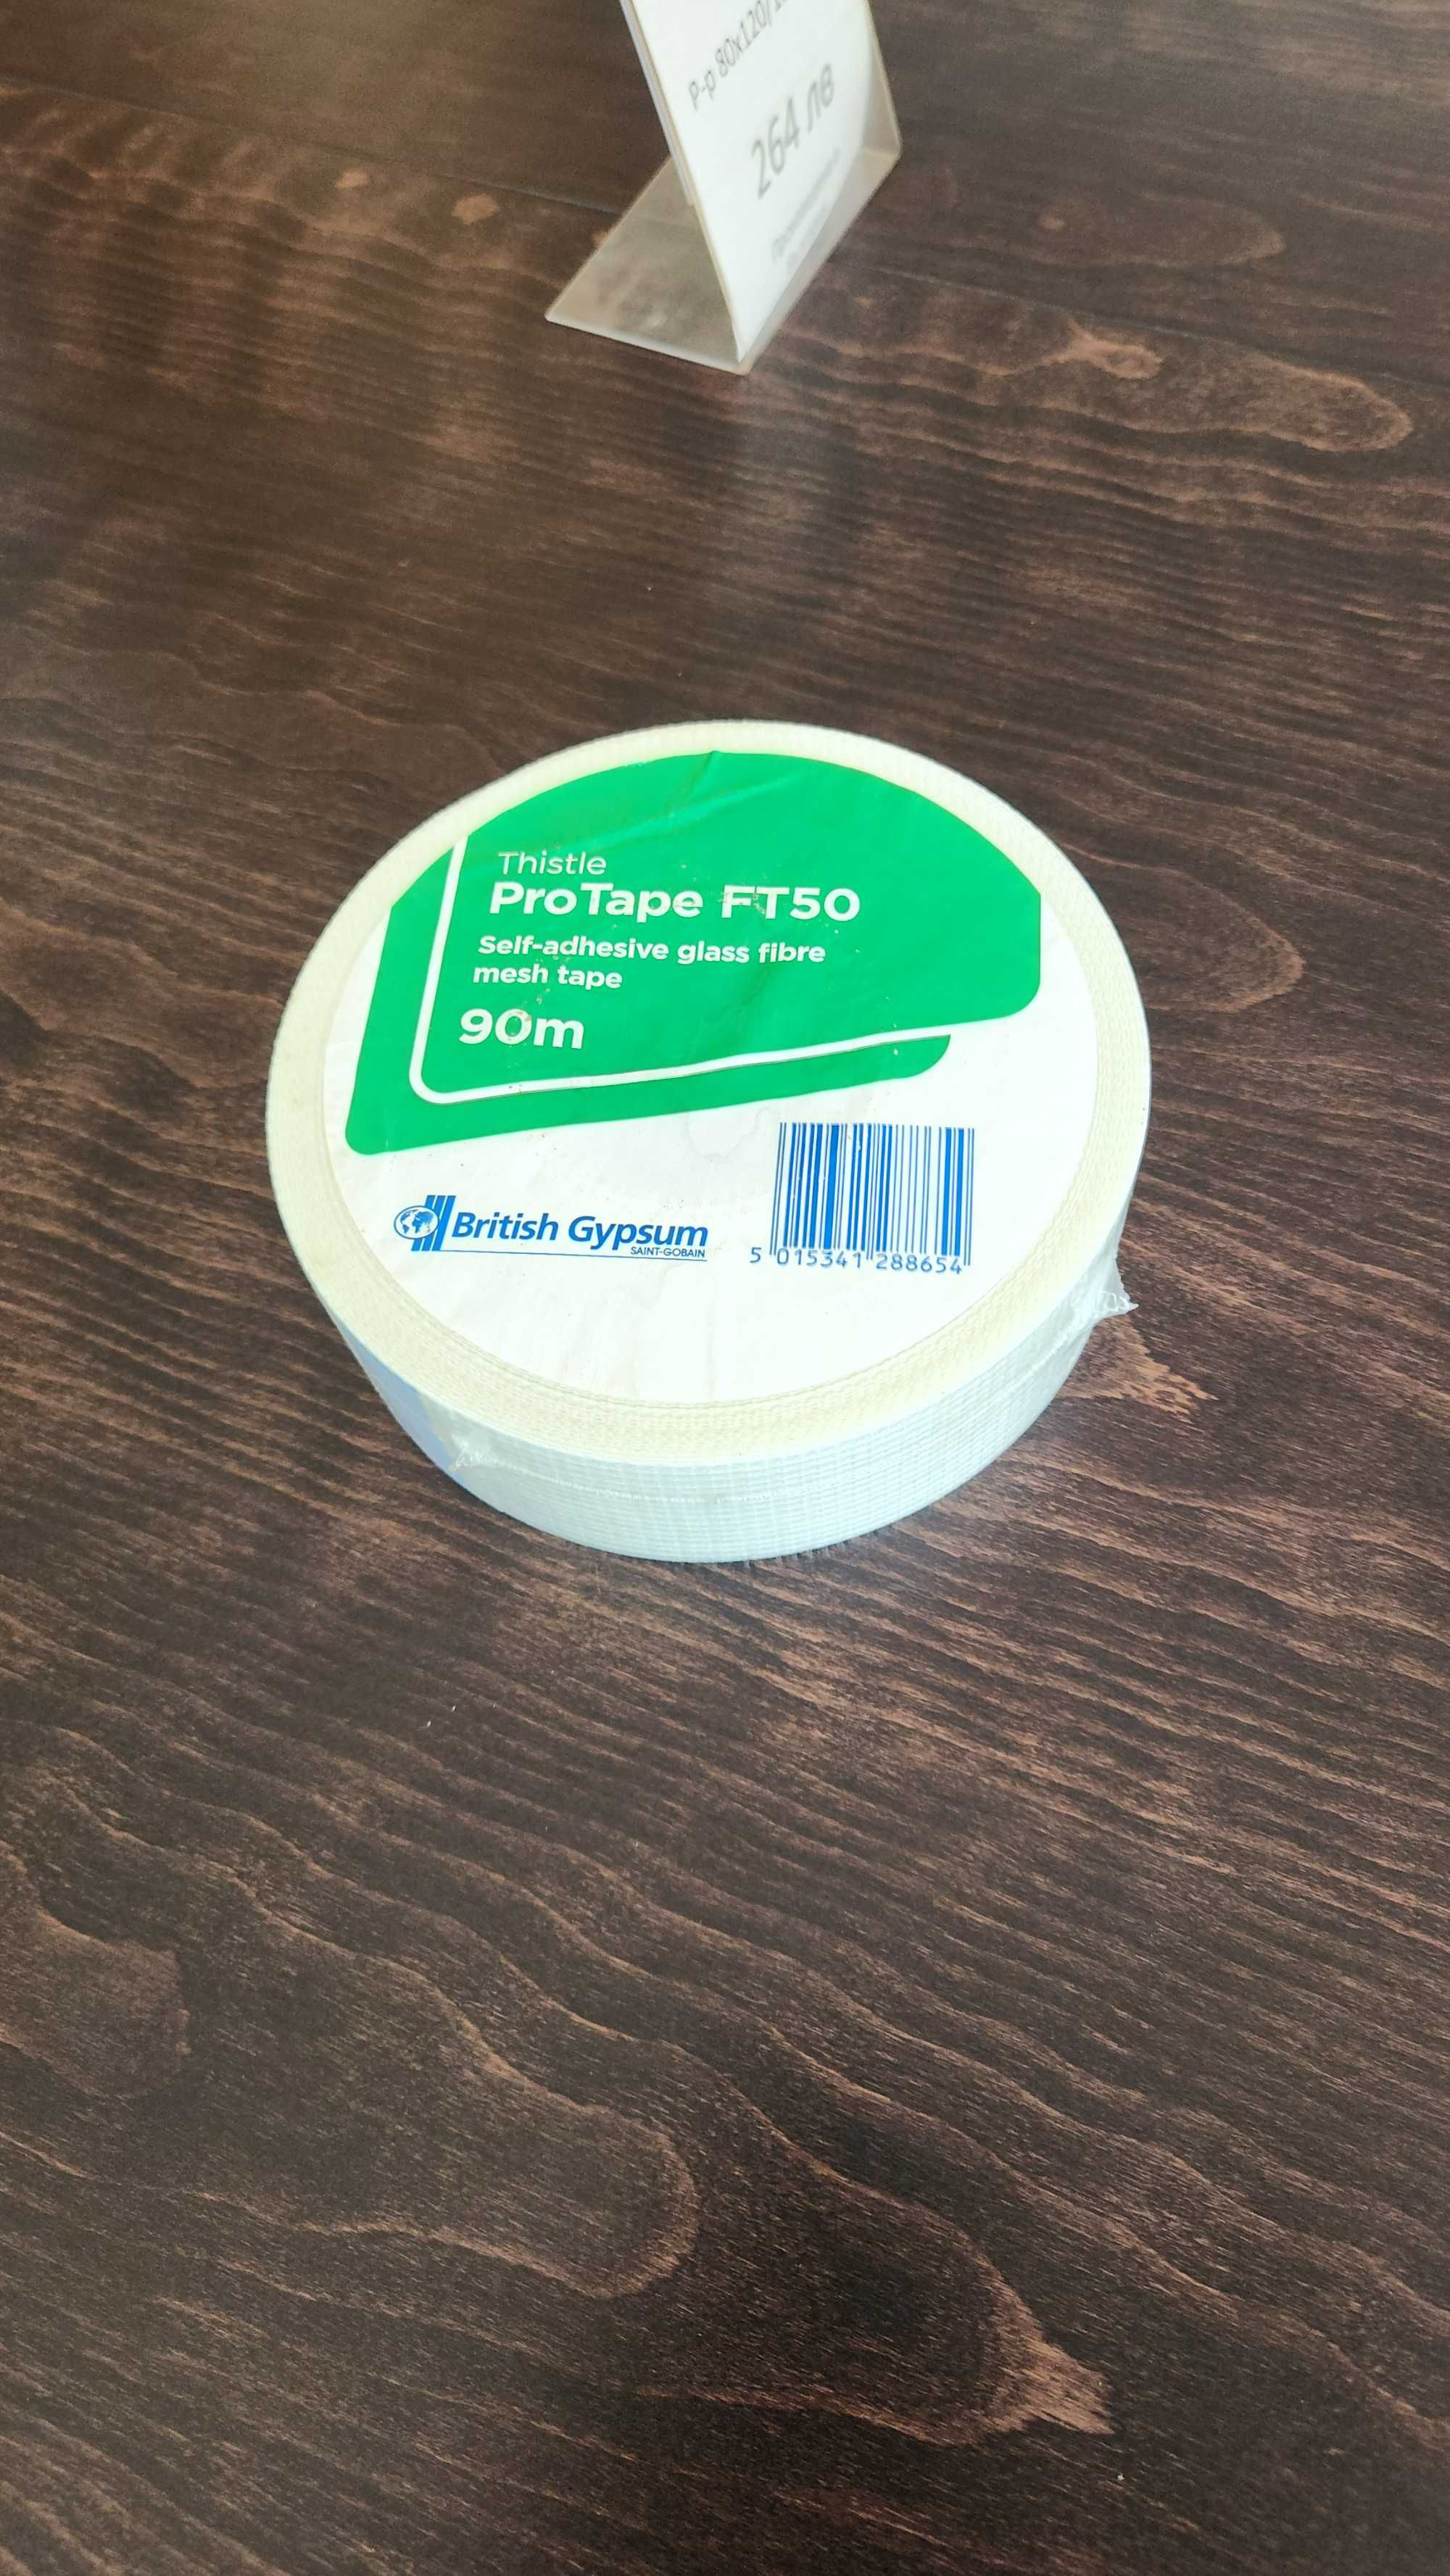 Р-р 80х120/
264 лв
Thistle
ProTape FT50
Self-adhesive glass fibre
mesh tape
90m
British Gypsum
SAINT-GOBAIN
5 015341 288654